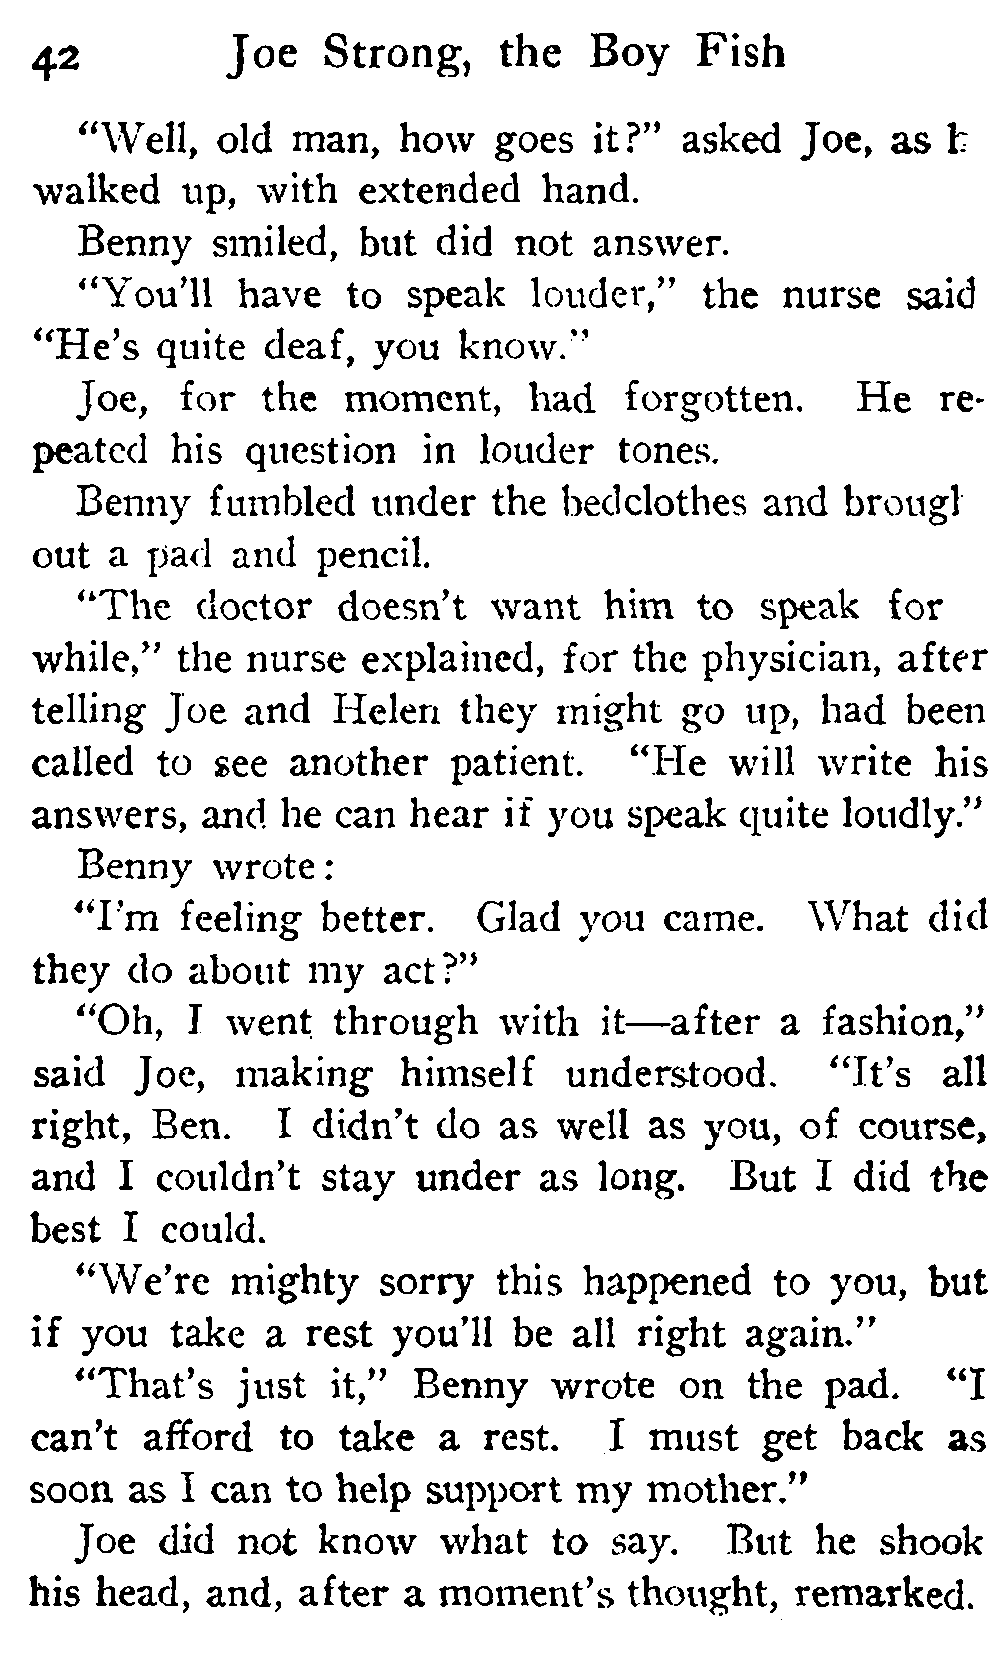 42 Joe Strong, the Boy Fish
"Well, old man, how goes it?" asked Joe, as
walked up, with extended hand.
Benny smiled, but did not answer.
"You'll have to speak louder," the nurse said
"He's quite deaf, you know."
Joe, for the moment, had forgotten. He re-
peated his question in louder tones.
Benny fumbled under the bedclothes and
out a pad and pencil.
"The doctor doesn't want him to speak for
while," the nurse explained, for the physician, after
telling Joe and Helen they might go up, had been
called to see another patient. "He will write his
answers, and he can hear if you speak quite loudly."
Benny wrote:
"I'm feeling better. Glad you came. What did
they do about my act?"
"Oh, I went through with it—after a fashion,"
said Joe, making himself understood. "It's all
right, Ben. I didn't do as well as you, of course,
and I couldn't stay under as long. But I did the
best I could.
"We're mighty sorry this happened to you, but
if you take a rest you'll be all right again."
"That's just it," Benny wrote on the pad. "I
can't afford to take a rest. I must get back as
soon as I can to help support my mother."
Joe did not know what to say. But he shook
his head, and, after a moment's thought, remarked.